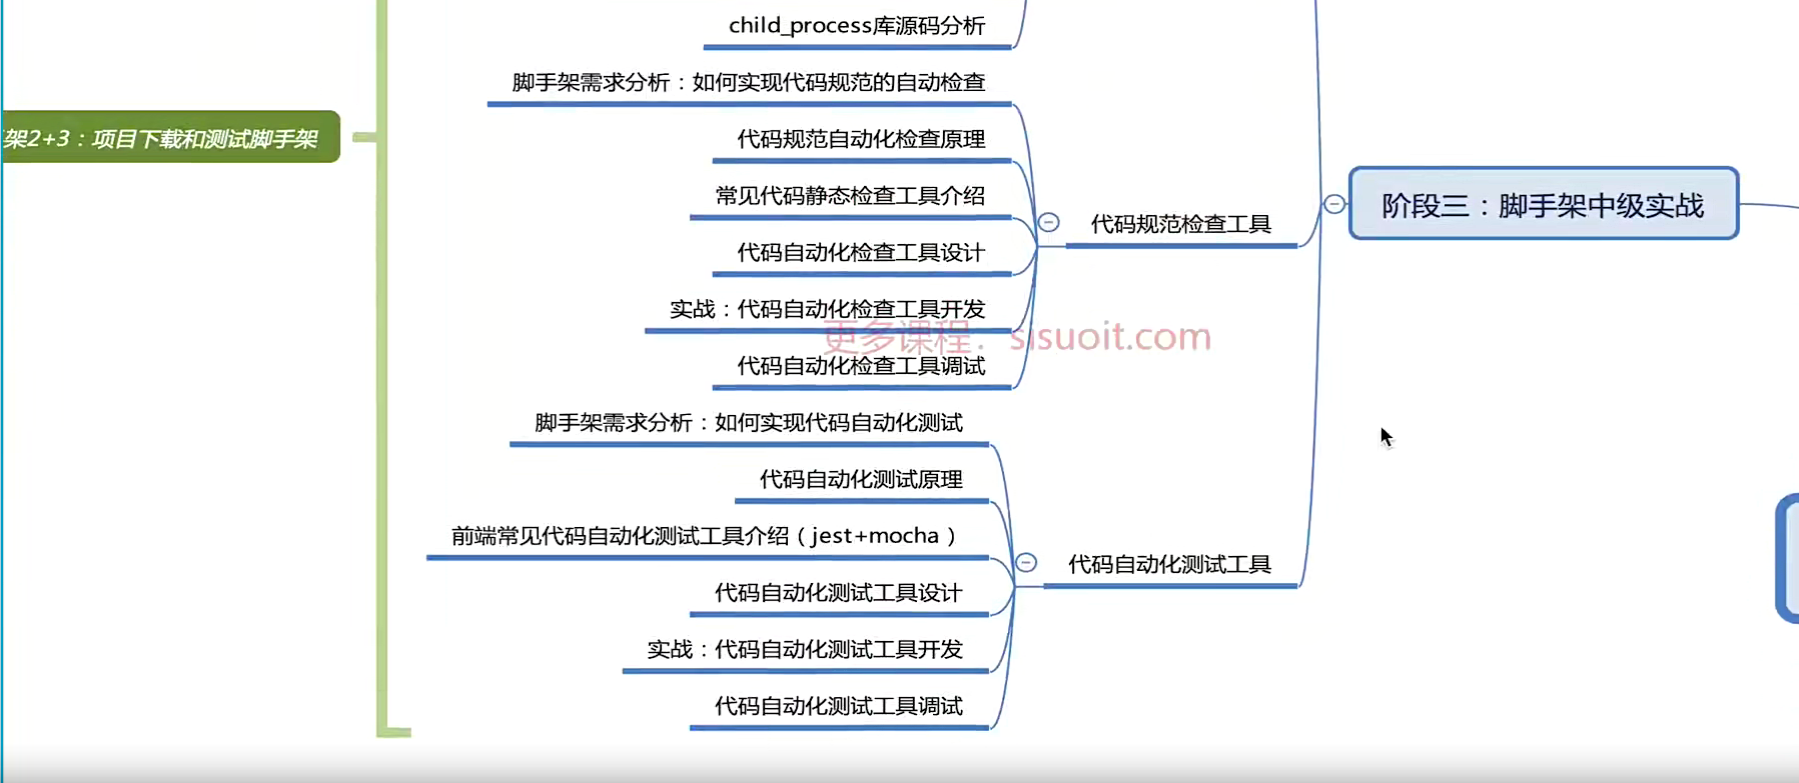 child_process库源码分析
脚手架需求分析：如何实现代码规范的自动检查
代码规范自动化检查原理
常见代码静态检查工具介绍
代码自动化检查工具设计
实战：代码自动化检查工具开发
代码自动化检查工具调试
代码规范检查工具
脚手架需求分析：如何实现代码自动化测试
代码自动化测试原理
前端常见代码自动化测试工具介绍（jest+mocha）
代码自动化测试工具设计
实战：代码自动化测试工具开发
代码自动化测试工具调试
代码自动化测试工具
阶段三：脚手架中级实战
架2+3：项目下载和测试脚手架
更多课程：sisuoit.com